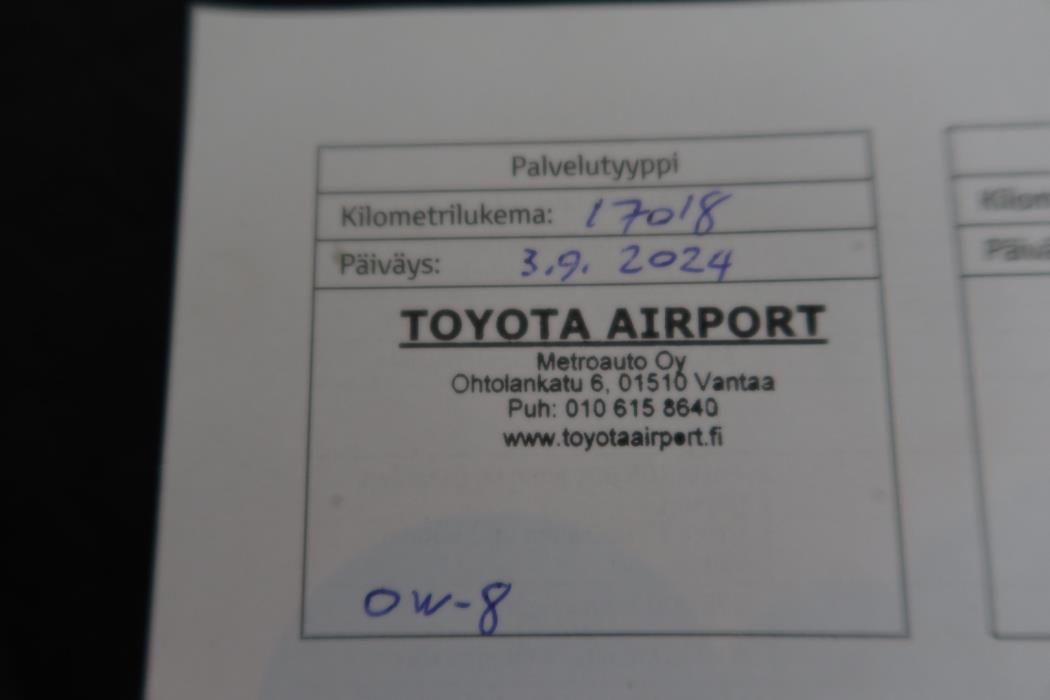 Palvelutyyppi
Kilometrilukema: 17018
Päiväys: 3.9. 2024
TOYOTA AIRPORT
Metroauto Oy
Ohtolankatu 6, 01510 Vantaa
Puh: 010 615 8640
www.toyotaairport.fi
OW-8